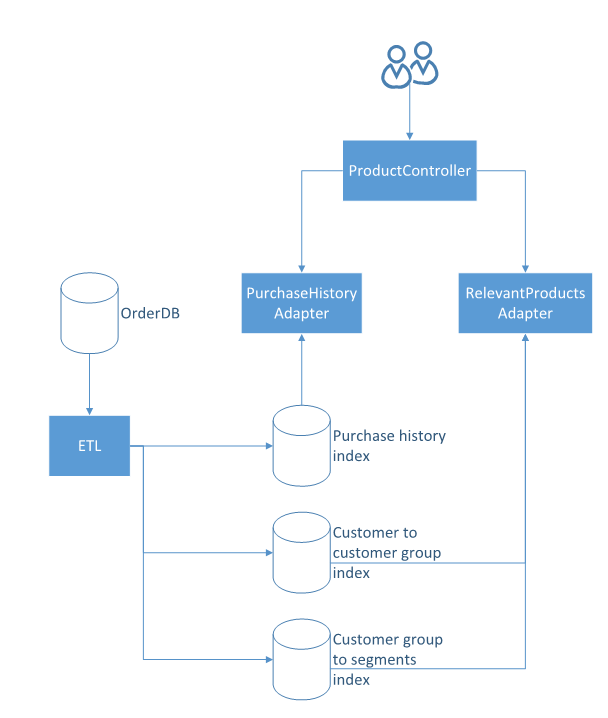 ProductController
PurchaseHistory
Adapter
RelevantProducts
Adapter
OrderDB
ETL
Purchase history
index
Customer to
customer group
index
Customer group
to segments
index